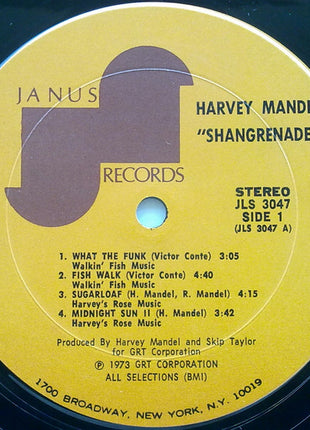 JANUS
RECORDS
HARVEY MANDE
"SHANGRENADE
STEREO
JLS 3047
SIDE 1
(JLS 3047 A)
1. WHAT THE FUNK (Victor Conte) 3:05
Walkin' Fish Music
2. FISH WALK (Victor Conte) 4:40
Walkin' Fish Music
3. SUGARLOAF (H. Mandel, R. Mandel) 4:15
Harvey's Rose Music
4. MIDNIGHT SUN II (H. Mandel) 3:42
Harvey's Rose Music
Produced By Harvey Mandel and Skip Taylor
for GRT Corporation
Ⓟ 1973 GRT CORPORATION
ALL SELECTIONS (BMI)
1700 BROADWAY, NEW YORK, N.Y. 10019